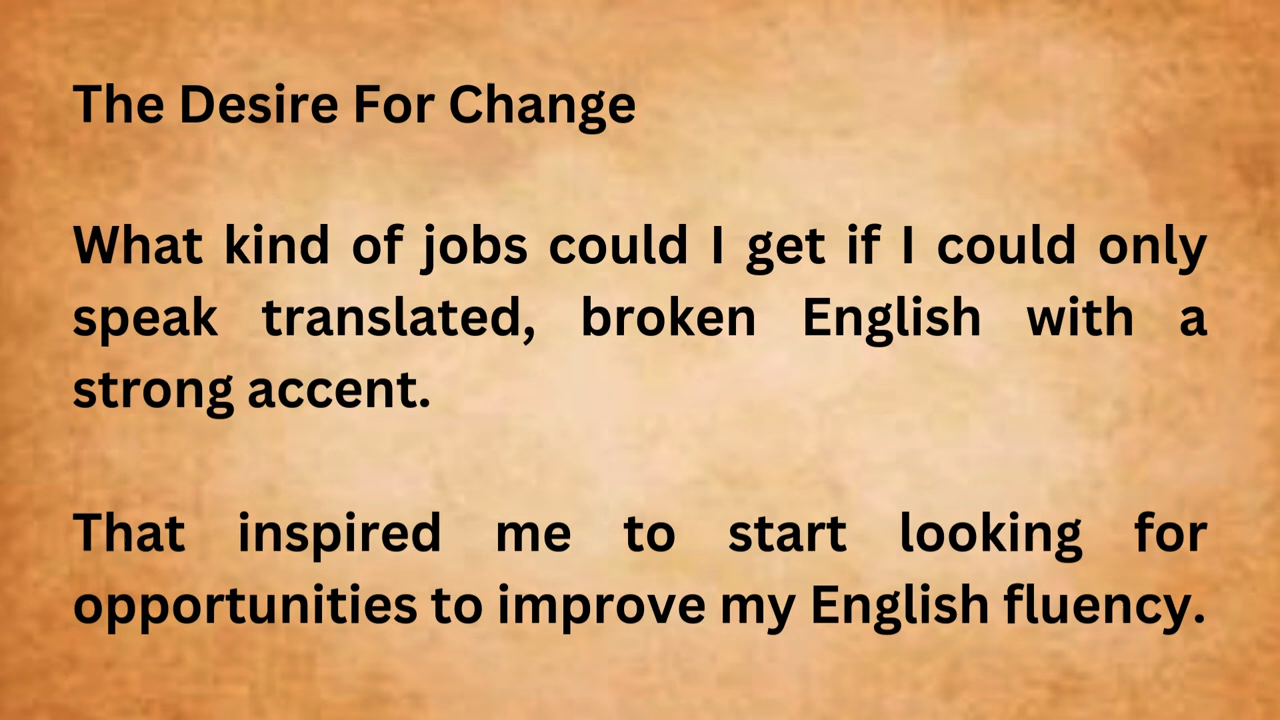 The Desire For Change
What kind of jobs could I get if I could only
speak translated, broken English with a
strong accent.
That inspired me to start looking for
opportunities to improve my English fluency.